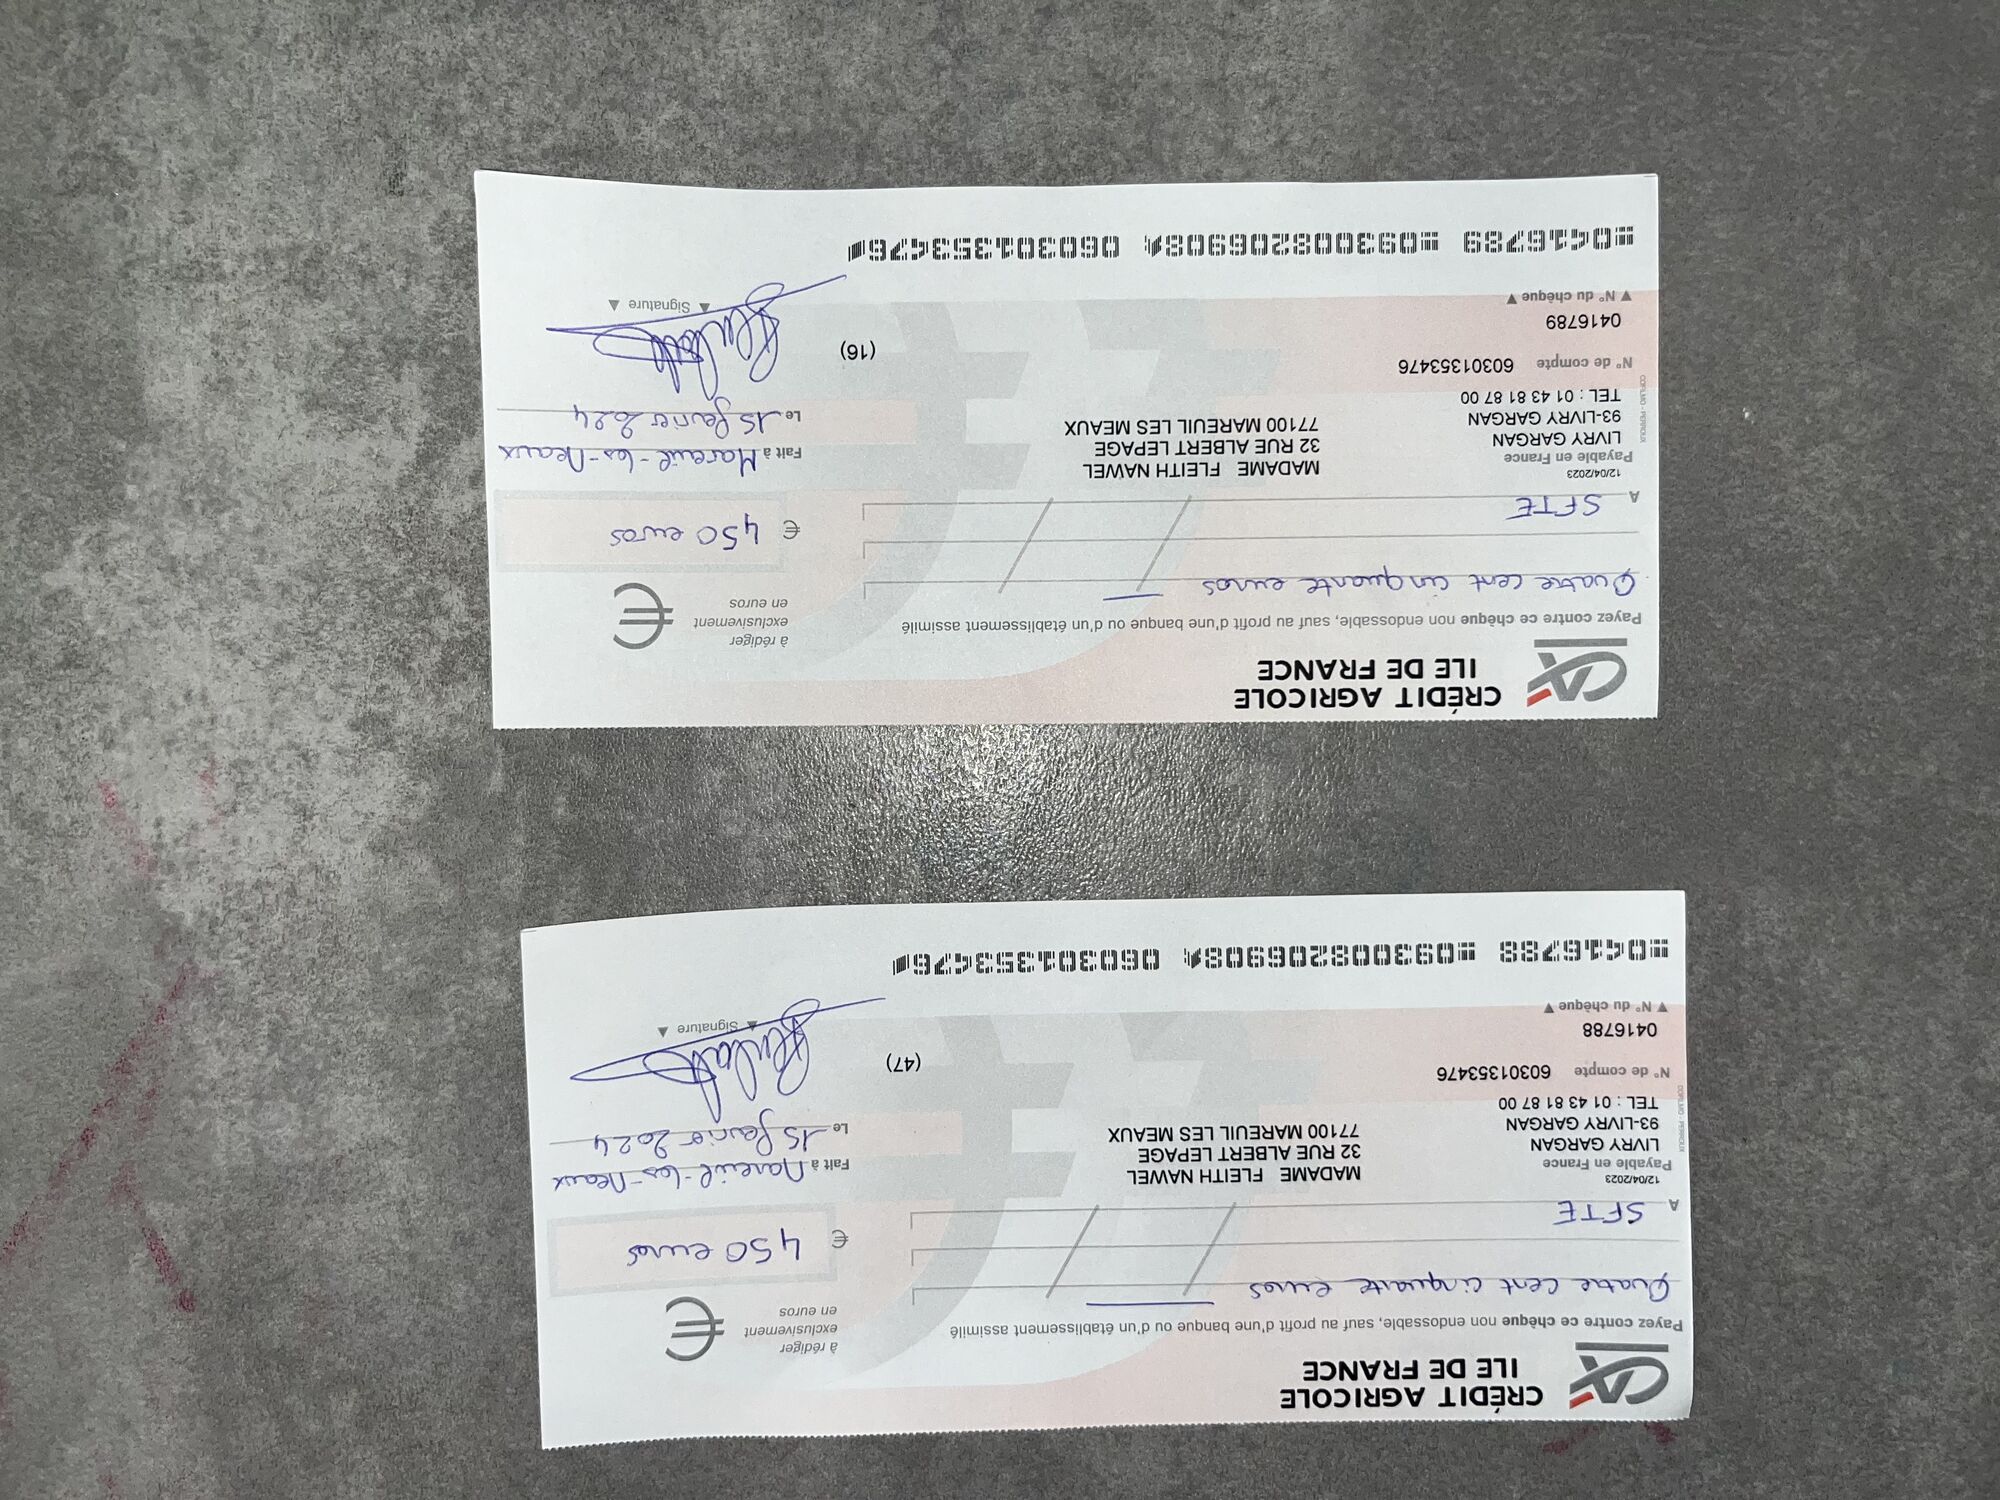 CRÉDIT AGRICOLE
ILE DE FRANCE
à rédiger
exclusivement
en euros
€
Payez contre ce chèque non endossable, sauf au profit d'une banque ou d'un établissement assimilé
Quatre cent cinquante euros
€ 450 euros
A SFTE
12/04/2023
Payable en France
LIVRY GARGAN
93-LIVRY GARGAN
TEL : 01 43 81 87 00
MADAME FLEITH NAWEL
32 RUE ALBERT LEPAGE
77100 MAREUIL LES MEAUX
Fait à Mareuil-les-Meaux
Le 15 février 2024
N° de compte 60301353476
(47)
0416788
▼ N° du chèque ▼
▲ Signature ▲
0416788 093008206908 060301353476
COFILMO - PERROUX
CRÉDIT AGRICOLE
ILE DE FRANCE
à rédiger
exclusivement
en euros
€
Payez contre ce chèque non endossable, sauf au profit d'une banque ou d'un établissement assimilé
Quatre cent cinquante euros
€ 450 euros
A SFTE
12/04/2023
Payable en France
LIVRY GARGAN
93-LIVRY GARGAN
TEL : 01 43 81 87 00
MADAME FLEITH NAWEL
32 RUE ALBERT LEPAGE
77100 MAREUIL LES MEAUX
Fait à Mareuil-les-Meaux
Le 15 février 2024
N° de compte 60301353476
(16)
0416789
▼ N° du chèque ▼
▲ Signature ▲
0416789 093008206908 060301353476
COFILMO - PERROUX